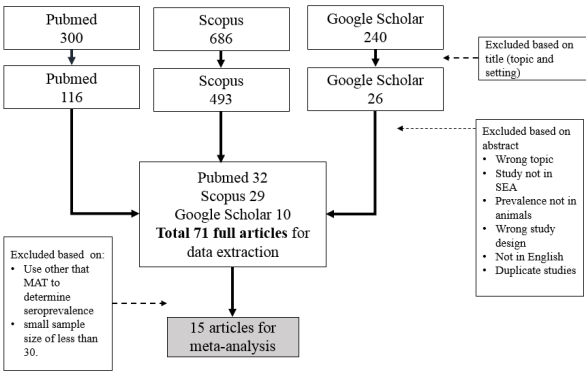 Pubmed
300
Scopus
686
Google Scholar
240
Excluded based on
title (topic and
setting)
Pubmed
116
Scopus
493
Google Scholar
26
Excluded based on
abstract
• Wrong topic
• Study not in
SEA
• Prevalence not in
animals
• Wrong study
design
• Not in English
• Duplicate studies
Pubmed 32
Scopus 29
Google Scholar 10
Total 71 full articles for
data extraction
Excluded based on:
• Use other that
MAT to
determine
seroprevalence
• small sample
size of less than
30.
15 articles for
meta-analysis